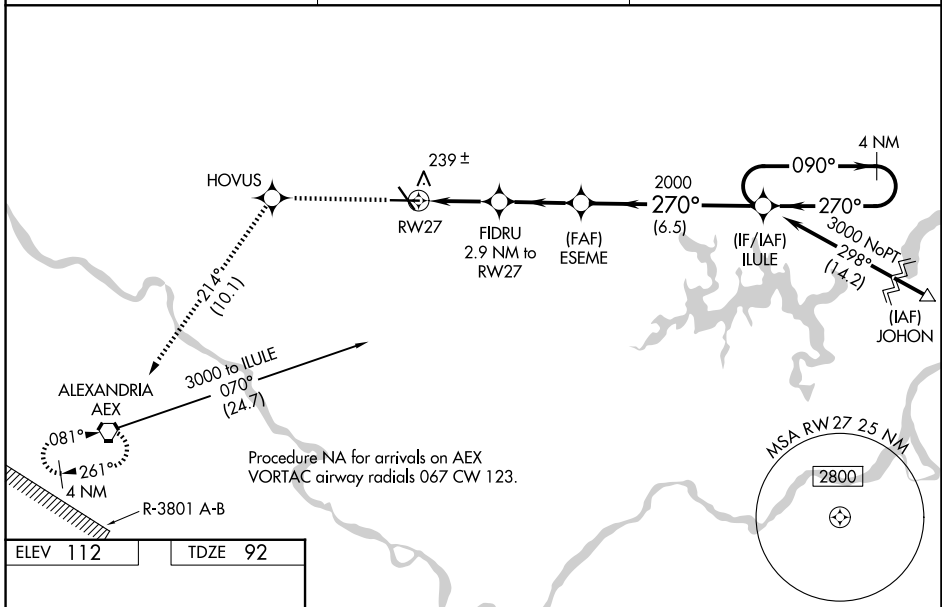 4 NM
239 ±
090°
HOVUS
2000
270°
270°
(6.5)
RW27
FIDRU
2.9 NM to
RW27
(FAF)
ESEME
(IF/IAF)
ILULE
3000 NoPT
298°
(14.2)
(IAF)
JOHON
214°
(10.1)
3000 to ILULE
070°
(24.7)
ALEXANDRIA
AEX
081°
261°
4 NM
R-3801 A-B
Procedure NA for arrivals on AEX
VORTAC airway radials 067 CW 123.
MSA RW 27 25 NM
2800
ELEV 112
TDZE 92